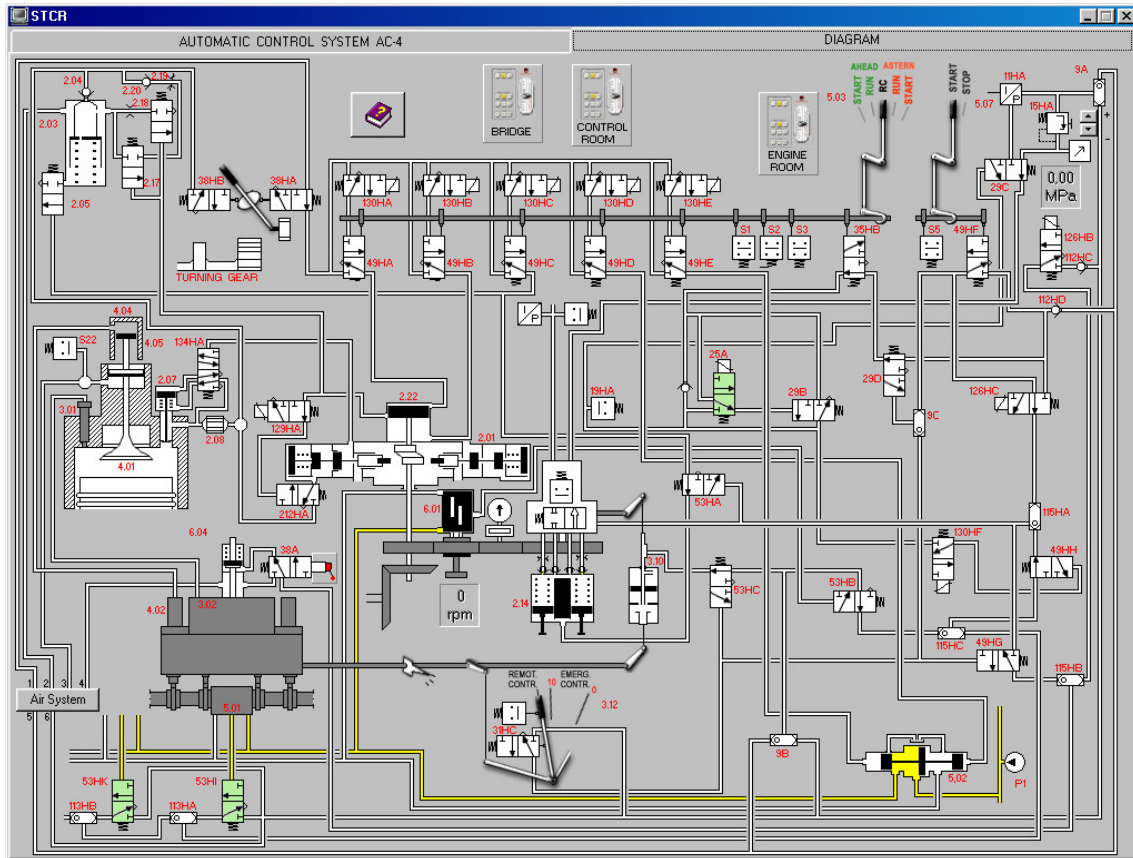 STCR
AUTOMATIC CONTROL SYSTEM AC-4
DIAGRAM
2.04
2.19
2.20
2.18
2.03
2.17
2.05
38HB
38HA
TURNING GEAR
BRIDGE
CONTROL
ROOM
ENGINE
ROOM
5.03
AHEAD
ASTERN
START
RUN
RC
RUN
START
START
STOP
5.07
11HA
9A
15HA
+
-
29C
0,00
MPa
126HB
112HC
112HD
130HA
130HB
130HC
130HD
130HE
S1
S2
S3
35HB
S5
49HF
49HA
49HB
49HC
49HD
49HE
4.04
S22
4.05
134HA
2.07
3.01
2.08
4.01
129HA
2.22
2.01
212HA
19HA
25A
29B
29D
9C
126HC
53HA
6.01
6.04
38A
3.02
4.02
0
rpm
2.14
3.10
53HC
53HB
130HF
115HA
49HH
115HC
49HG
115HB
1 2 3 4
Air System
5 6
5.01
REMOT.
CONTR.
10
EMERG.
CONTR.
0
3.12
31HC
9B
5,02
P1
53HK
53HI
113HB
113HA